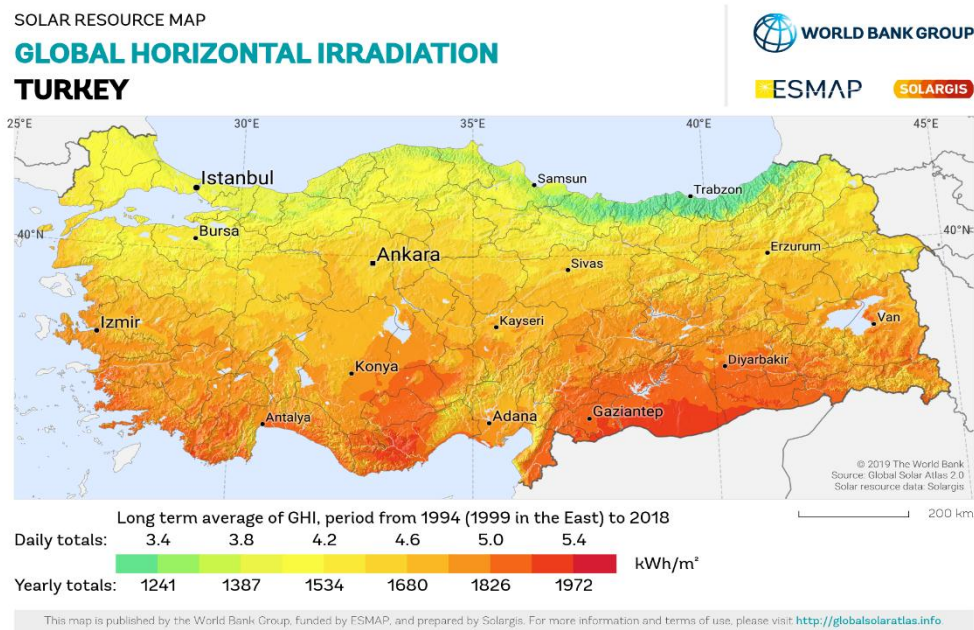 SOLAR RESOURCE MAP
GLOBAL HORIZONTAL IRRADIATION
TURKEY
WORLD BANK GROUP
ESMAP
SOLARGIS
25°E
30°E
35°E
40°E
45°E
Istanbul
Samsun
Trabzon
40°N
Bursa
40°N
Ankara
Erzurum
Sivas
Izmir
Kayseri
Van
Konya
Diyarbakir
Antalya
Adana
Gaziantep
© 2019 The World Bank
Source: Global Solar Atlas 2.0
Solar resource data: Solargis
200 km
Long term average of GHI, period from 1994 (1999 in the East) to 2018
Daily totals: 3.4 3.8 4.2 4.6 5.0 5.4
kWh/m²
Yearly totals: 1241 1387 1534 1680 1826 1972
This map is published by the World Bank Group, funded by ESMAP, and prepared by Solargis. For more information and terms of use, please visit http://globalsolaratlas.info.